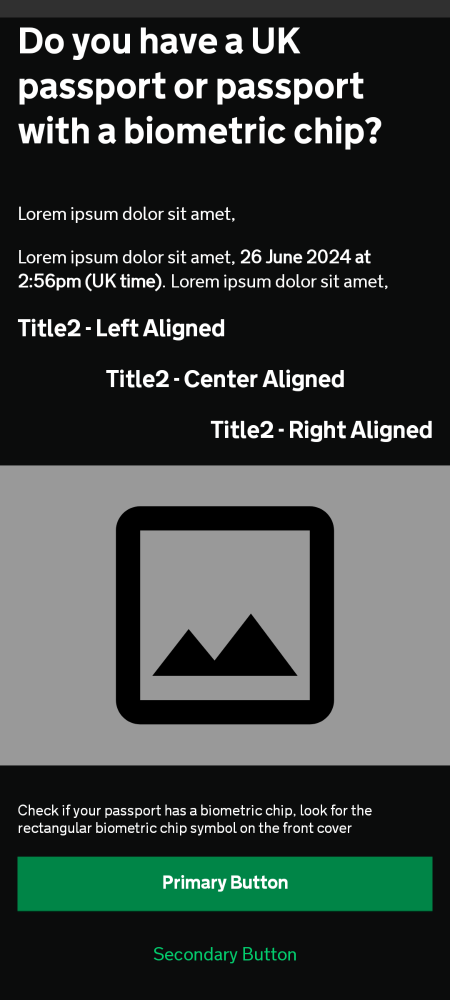 Do you have a UK
passport or passport
with a biometric chip?
Lorem ipsum dolor sit amet,
Lorem ipsum dolor sit amet, 26 June 2024 at
2:56pm (UK time). Lorem ipsum dolor sit amet,
Title2 - Left Aligned
Title2 - Center Aligned
Title2 - Right Aligned
Check if your passport has a biometric chip, look for the
rectangular biometric chip symbol on the front cover
Primary Button
Secondary Button